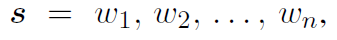 s = w₁, w₂, . . . , wₙ,